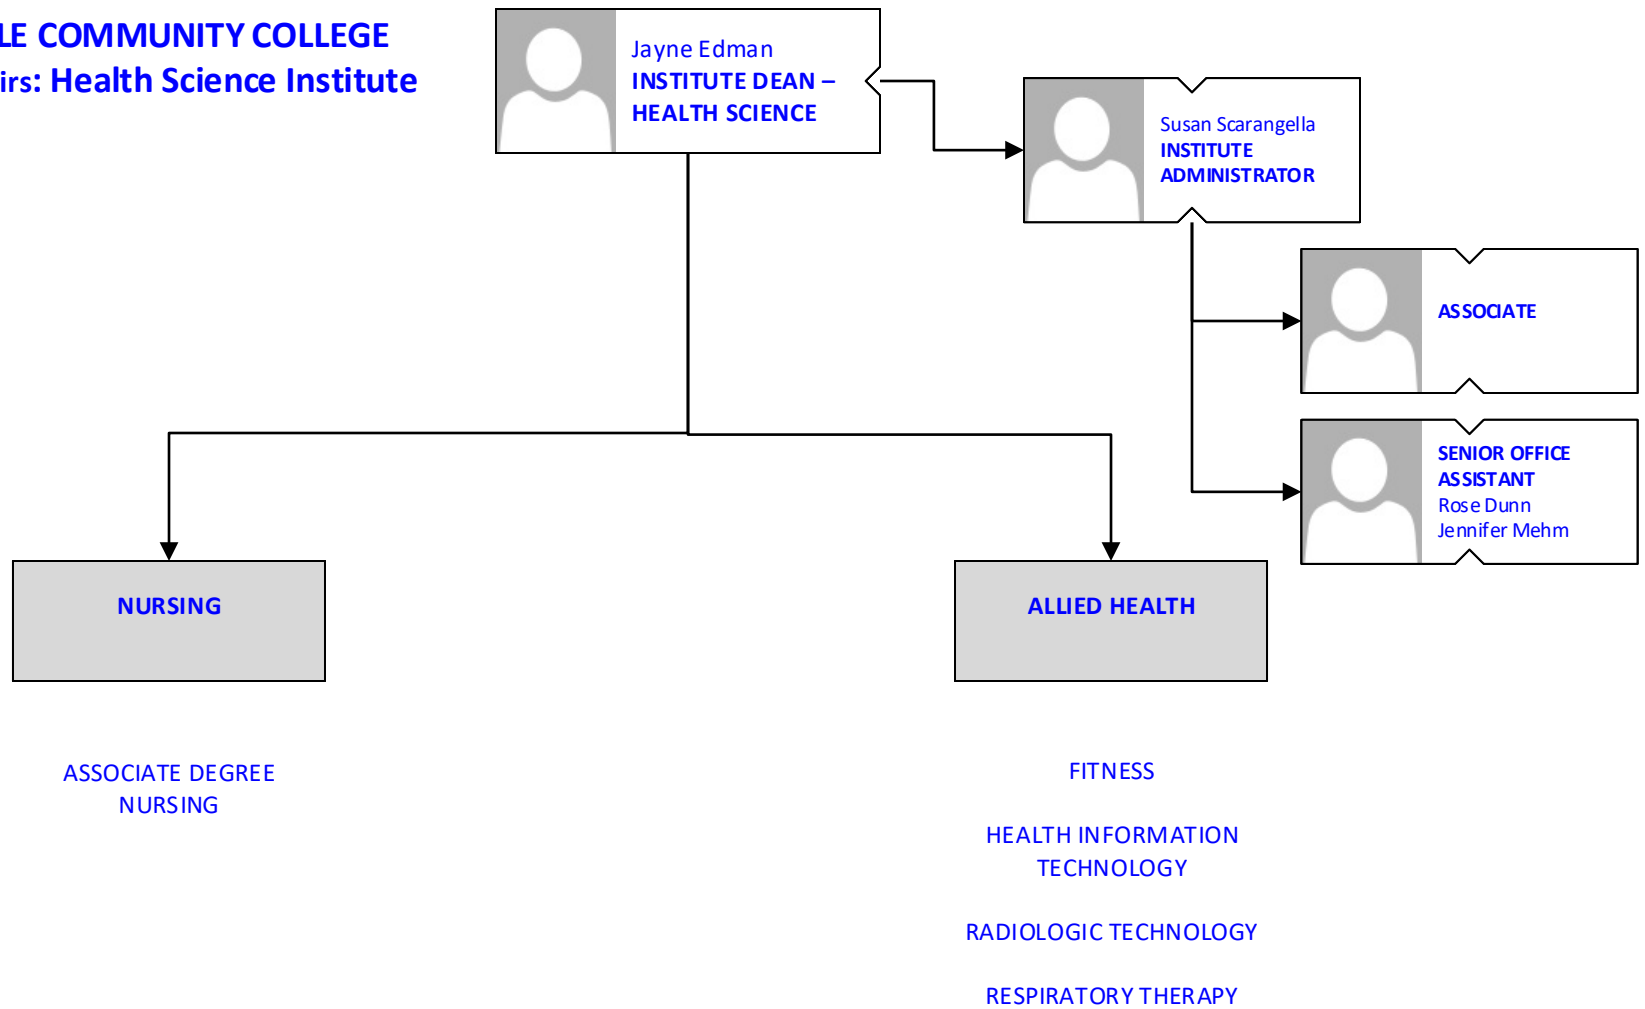 LE COMMUNITY COLLEGE
irs: Health Science Institute
Jayne Edman
INSTITUTE DEAN –
HEALTH SCIENCE
Susan Scarangella
INSTITUTE
ADMINISTRATOR
ASSOCIATE
SENIOR OFFICE
ASSISTANT
Rose Dunn
Jennifer Mehm
NURSING
ALLIED HEALTH
ASSOCIATE DEGREE
NURSING
FITNESS
HEALTH INFORMATION
TECHNOLOGY
RADIOLOGIC TECHNOLOGY
RESPIRATORY THERAPY